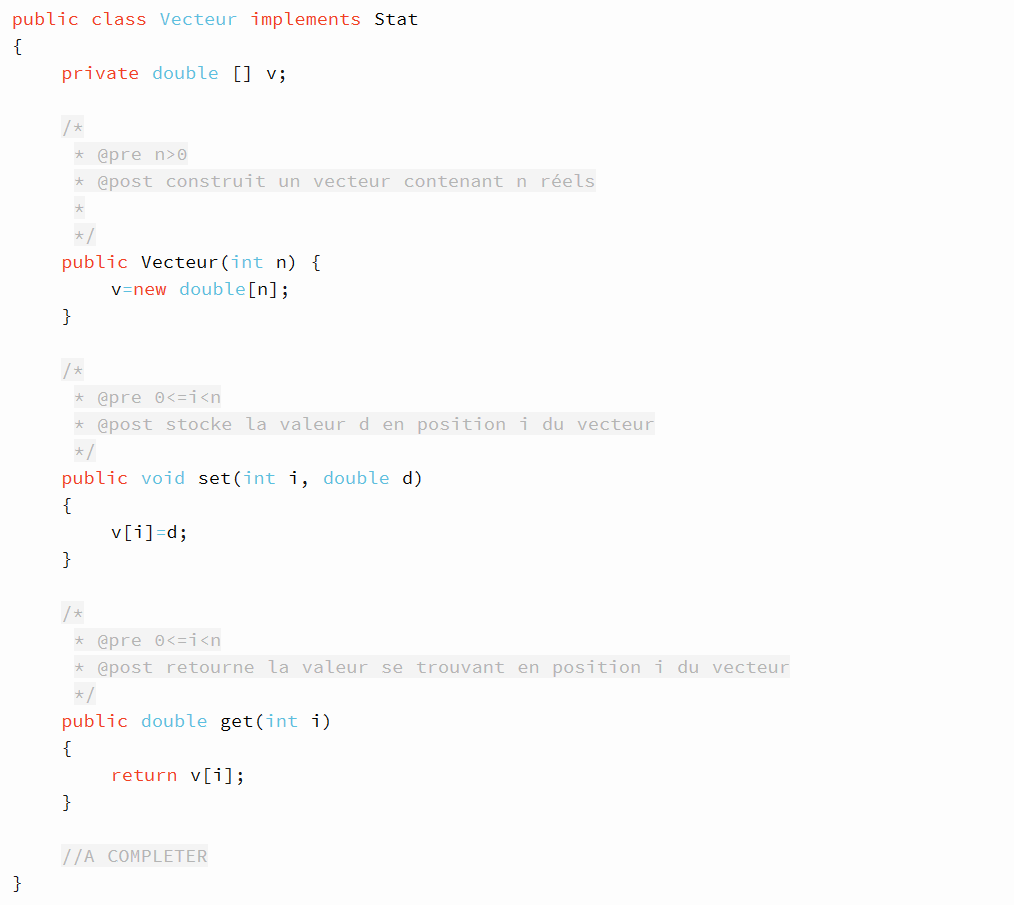 public class Vecteur implements Stat
{
private double [] v;
/*
* @pre n>0
* @post construit un vecteur contenant n réels
*
*/
public Vecteur(int n) {
v=new double[n];
}
/*
* @pre 0<=i<n
* @post stocke la valeur d en position i du vecteur
*/
public void set(int i, double d)
{
v[i]=d;
}
/*
* @pre 0<=i<n
* @post retourne la valeur se trouvant en position i du vecteur
*/
public double get(int i)
{
return v[i];
}
//A COMPLETER
}